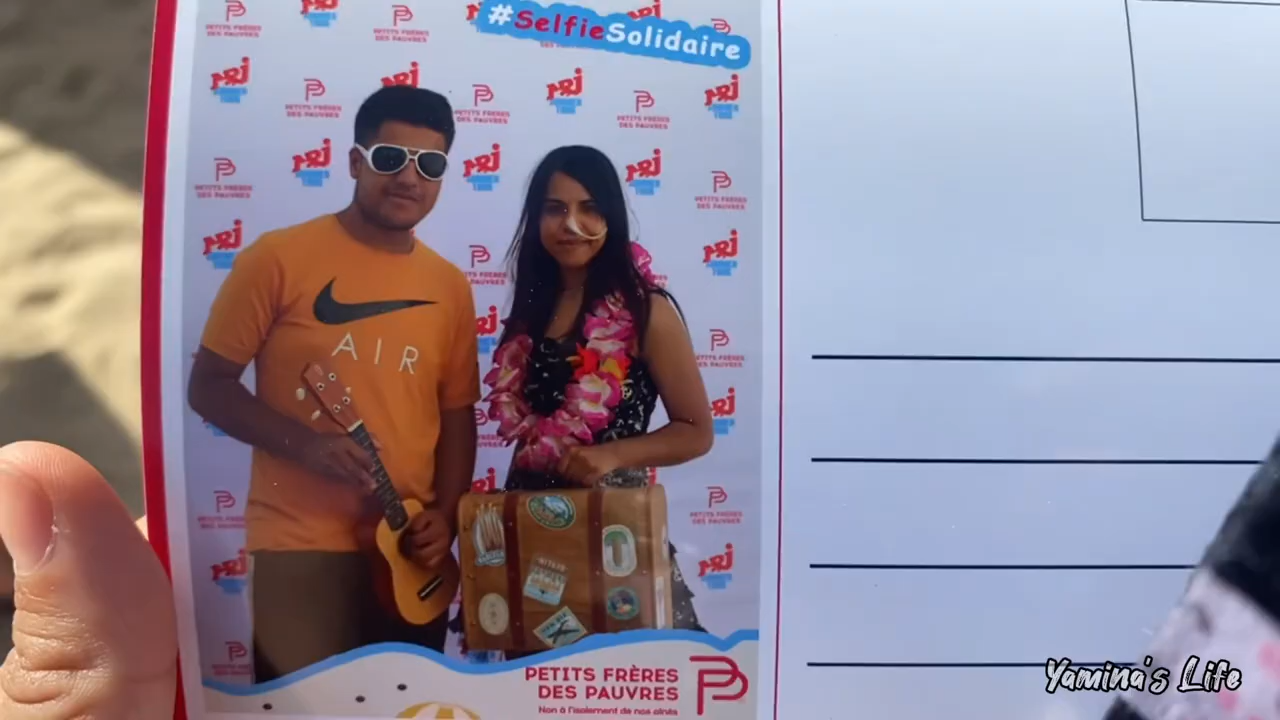 #SelfieSolidaire
NRJ
PETITS FRÈRES
DES PAUVRES
AIR
PETITS FRÈRES
DES PAUVRES
Non à l'isolement de nos aînés
Yamina's Life